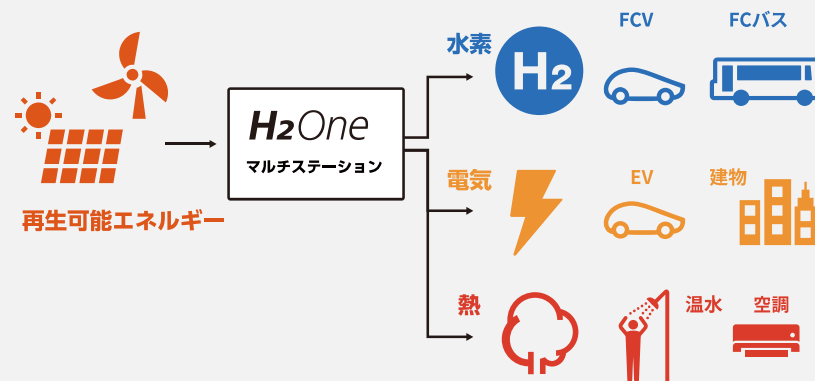 再生可能エネルギー
H2One
マルチステーション
水素
H2
FCV
FCバス
電気
EV
建物
熱
温水
空調